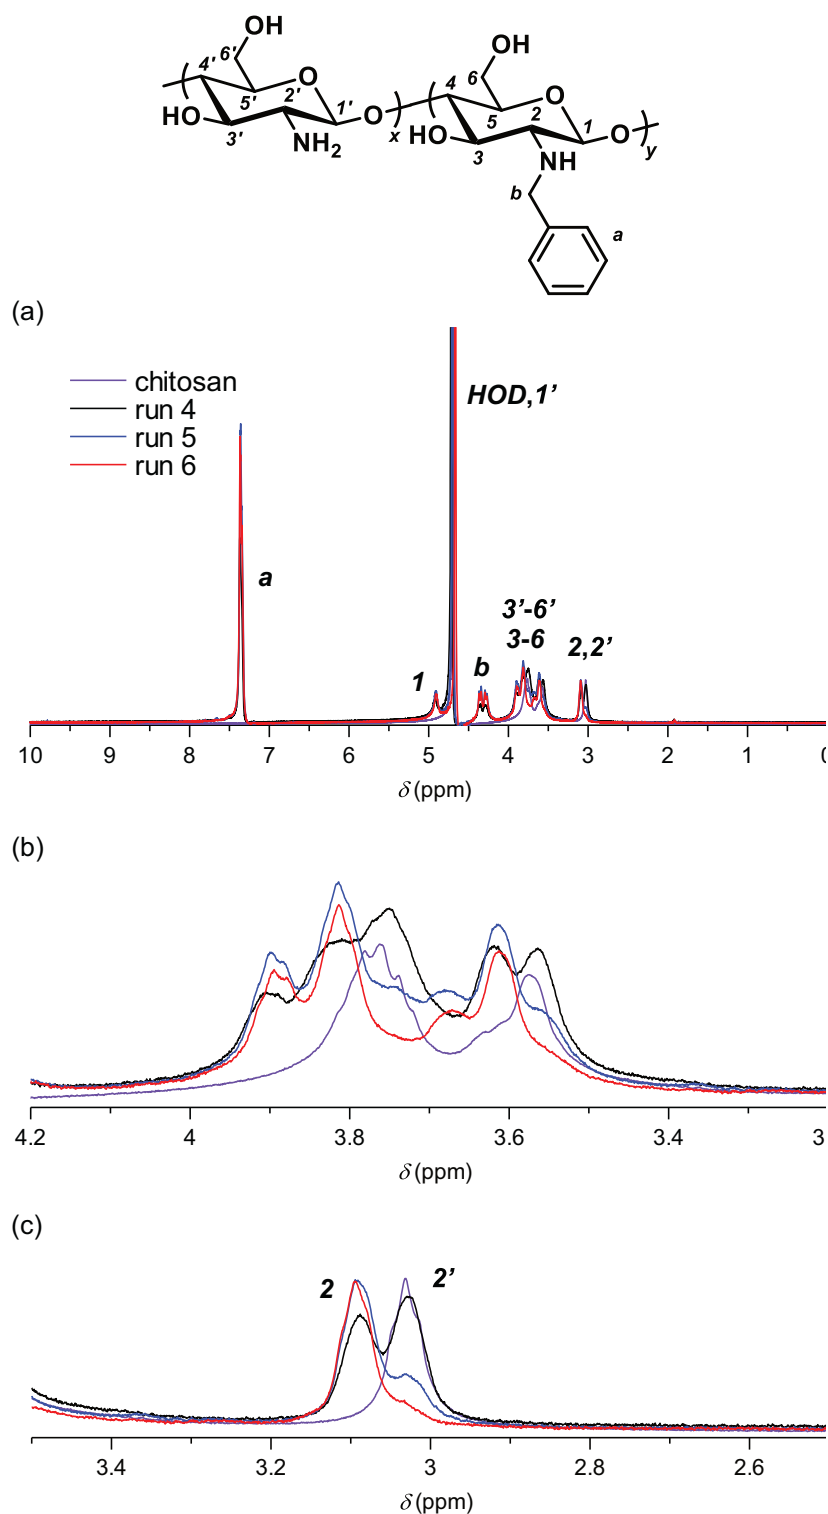 OH
6'
4'
O
5'
2'
1'
HO
3'
NH2
O
x
OH
6
4
O
5
2
1
HO
3
NH
O
y
b
a
(a)
chitosan
run 4
run 5
run 6
HOD,1’
a
1
b
3’-6’
3-6
2,2’
10 9 8 7 6 5 4 3 2 1 0
δ (ppm)
(b)
4.2 4 3.8 3.6 3.4 3.
δ (ppm)
(c)
2
2’
3.4 3.2 3 2.8 2.6
δ (ppm)